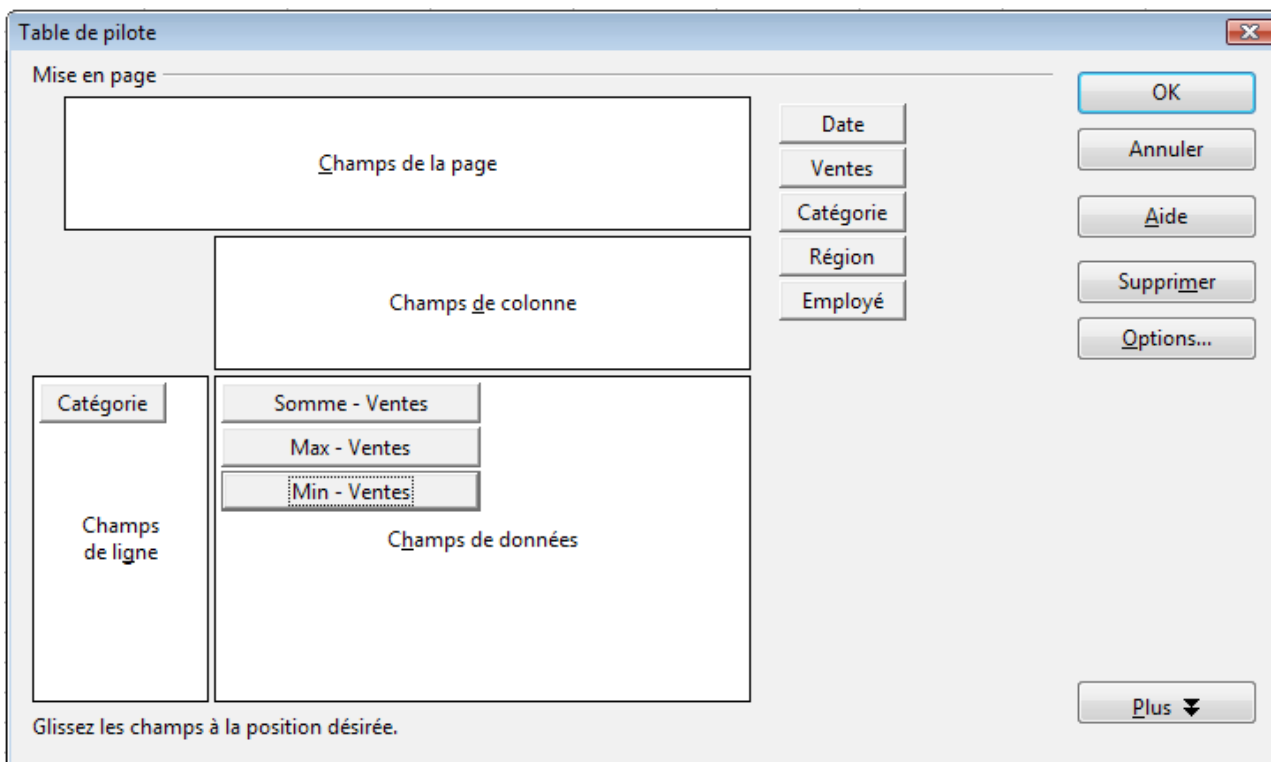 Table de pilote
Mise en page
Champs de la page
Date
Ventes
Catégorie
Région
Employé
OK
Annuler
Aide
Supprimer
Options...
Champs de colonne
Catégorie
Champs
de ligne
Somme - Ventes
Max - Ventes
Min - Ventes
Champs de données
Plus
Glissez les champs à la position désirée.